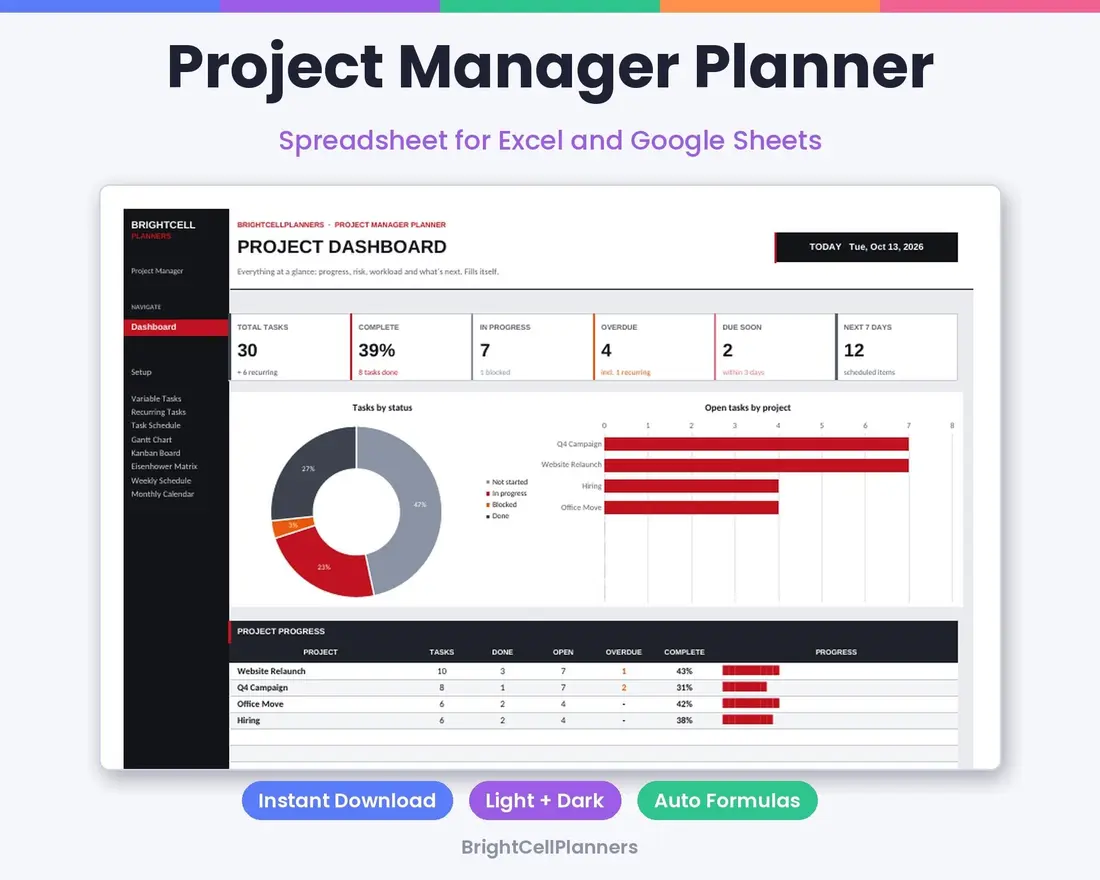 Project Manager Planner
Spreadsheet for Excel and Google Sheets
BRIGHTCELL
PLANNERS
Project Manager
NAVIGATE
Dashboard
Setup
Variable Tasks
Recurring Tasks
Task Schedule
Gantt Chart
Kanban Board
Eisenhower Matrix
Weekly Schedule
Monthly Calendar
BRIGHTCELLPLANNERS - PROJECT MANAGER PLANNER
PROJECT DASHBOARD
Everything at a glance: progress, risk, workload and what's next. Fills itself.
TODAY Tue, Oct 13, 2026
TOTAL TASKS COMPLETE IN PROGRESS OVERDUE DUE SOON NEXT 7 DAYS
30 39% 7 4 2 12
+ 6 recurring 8 tasks done 1 blocked incl. 1 recurring within 3 days scheduled items
Tasks by status
27%
47%
3%
23%
Not started
In progress
Blocked
Done
Open tasks by project
0 1 2 3 4 5 6 7 8
Q4 Campaign
Website Relaunch
Hiring
Office Move
PROJECT PROGRESS
PROJECT TASKS DONE OPEN OVERDUE COMPLETE PROGRESS
Website Relaunch 10 3 7 1 43%
Q4 Campaign 8 1 7 2 31%
Office Move 6 2 4 - 42%
Hiring 6 2 4 - 38%
Instant Download
Light + Dark
Auto Formulas
BrightCellPlanners